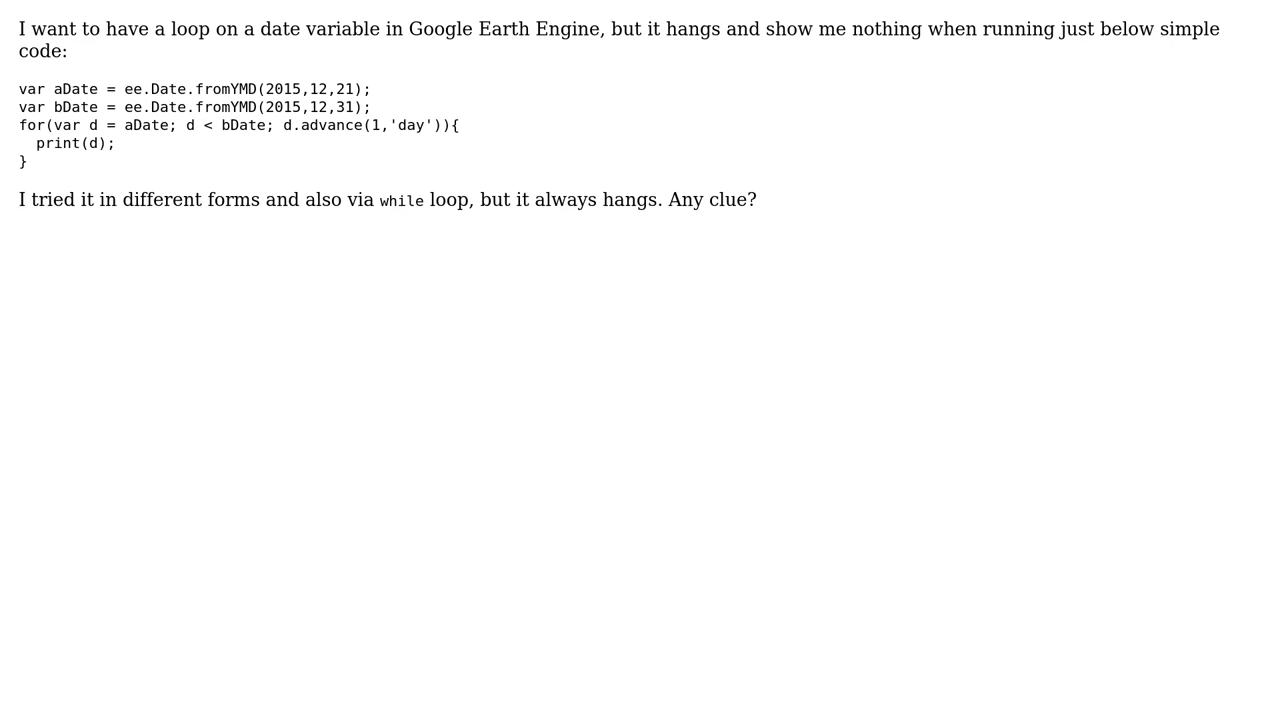 I want to have a loop on a date variable in Google Earth Engine, but it hangs and show me nothing when running just below simple
code:
var aDate = ee.Date.fromYMD(2015,12,21);
var bDate = ee.Date.fromYMD(2015,12,31);
for(var d = aDate; d < bDate; d.advance(1,'day')){
  print(d);
}
I tried it in different forms and also via while loop, but it always hangs. Any clue?